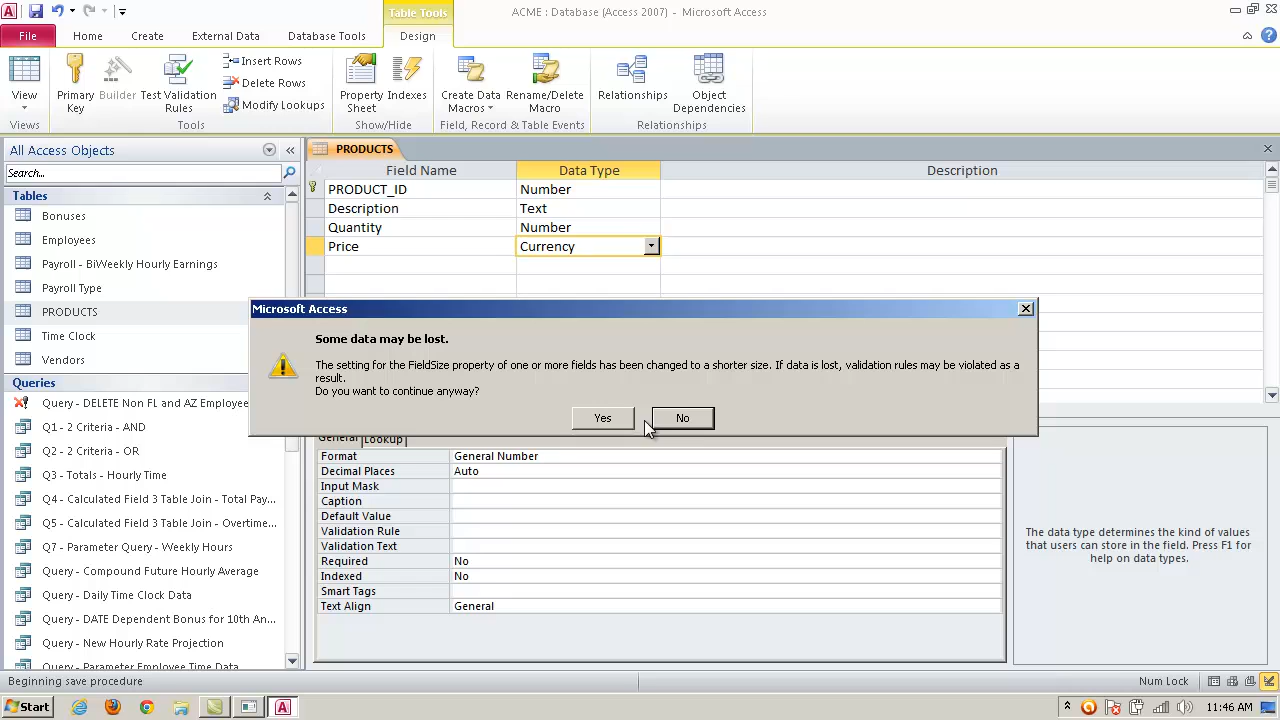 Table Tools
ACME : Database (Access 2007) - Microsoft Access
File
Home
Create
External Data
Database Tools
Design
View
Primary Key
Builder
Test Validation Rules
Insert Rows
Delete Rows
Modify Lookups
Property Sheet
Indexes
Create Data Macros
Rename/Delete Macro
Relationships
Object Dependencies
Views
Tools
Show/Hide
Field, Record & Table Events
Relationships
All Access Objects
Search...
Tables
Bonuses
Employees
Payroll - BiWeekly Hourly Earnings
Payroll Type
PRODUCTS
Time Clock
Vendors
Queries
Query - DELETE Non FL and AZ Employee
Q1 - 2 Criteria - AND
Q2 - 2 Criteria - OR
Q3 - Totals - Hourly Time
Q4 - Calculated Field 3 Table Join - Total Pay...
Q5 - Calculated Field 3 Table Join - Overtime...
Q7 - Parameter Query - Weekly Hours
Query - Compound Future Hourly Average
Query - Daily Time Clock Data
Query - DATE Dependent Bonus for 10th An...
Query - New Hourly Rate Projection
Query - Parameter Employee Time Data
PRODUCTS
Field Name Data Type Description
PRODUCT_ID Number
Description Text
Quantity Number
Price Currency
Microsoft Access
Some data may be lost.
The setting for the FieldSize property of one or more fields has been changed to a shorter size. If data is lost, validation rules may be violated as a
result.
Do you want to continue anyway?
Yes No
General Lookup
Format General Number
Decimal Places Auto
Input Mask
Caption
Default Value
Validation Rule
Validation Text
Required No
Indexed No
Smart Tags
Text Align General
The data type determines the kind of values
that users can store in the field. Press F1 for
help on data types.
Beginning save procedure
Num Lock
Start
11:46 AM